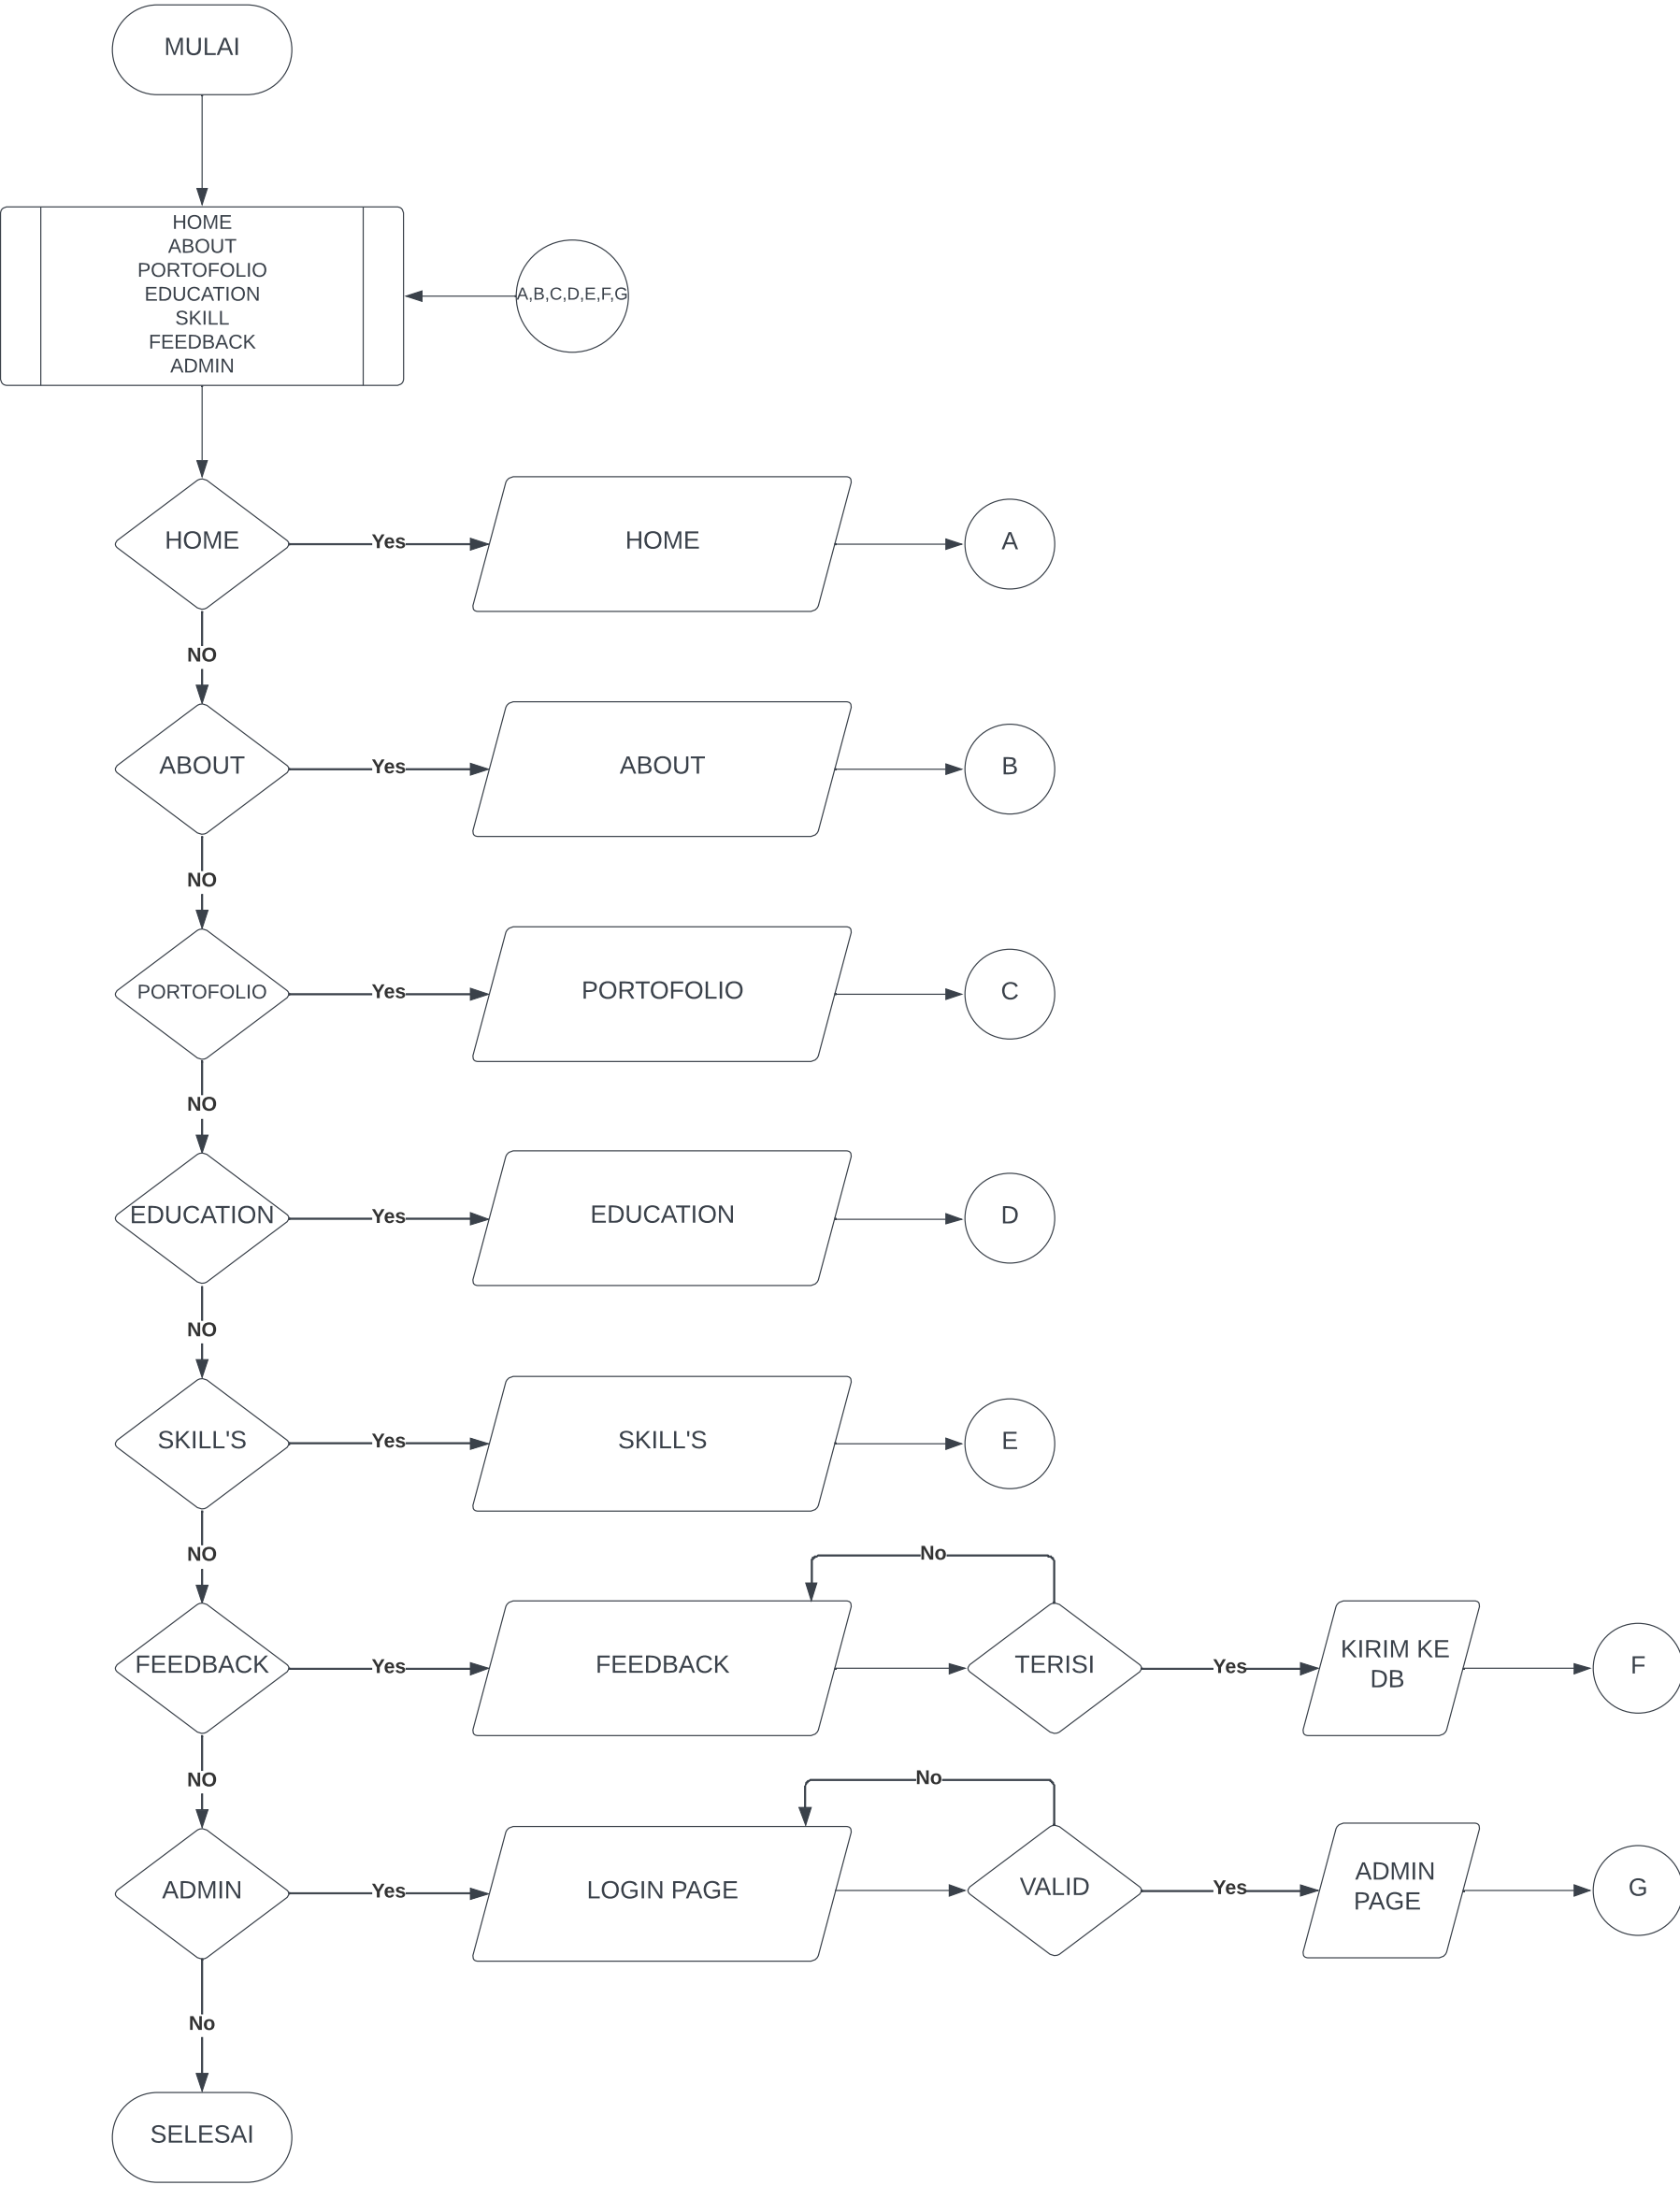 MULAI
HOME
ABOUT
PORTOFOLIO
EDUCATION
SKILL
FEEDBACK
ADMIN
A,B,C,D,E,F,G
HOME
Yes
HOME
A
NO
ABOUT
Yes
ABOUT
B
NO
PORTOFOLIO
Yes
PORTOFOLIO
C
NO
EDUCATION
Yes
EDUCATION
D
NO
SKILL'S
Yes
SKILL'S
E
NO
No
FEEDBACK
Yes
FEEDBACK
TERISI
Yes
KIRIM KE
DB
F
NO
No
ADMIN
Yes
LOGIN PAGE
VALID
Yes
ADMIN
PAGE
G
No
SELESAI